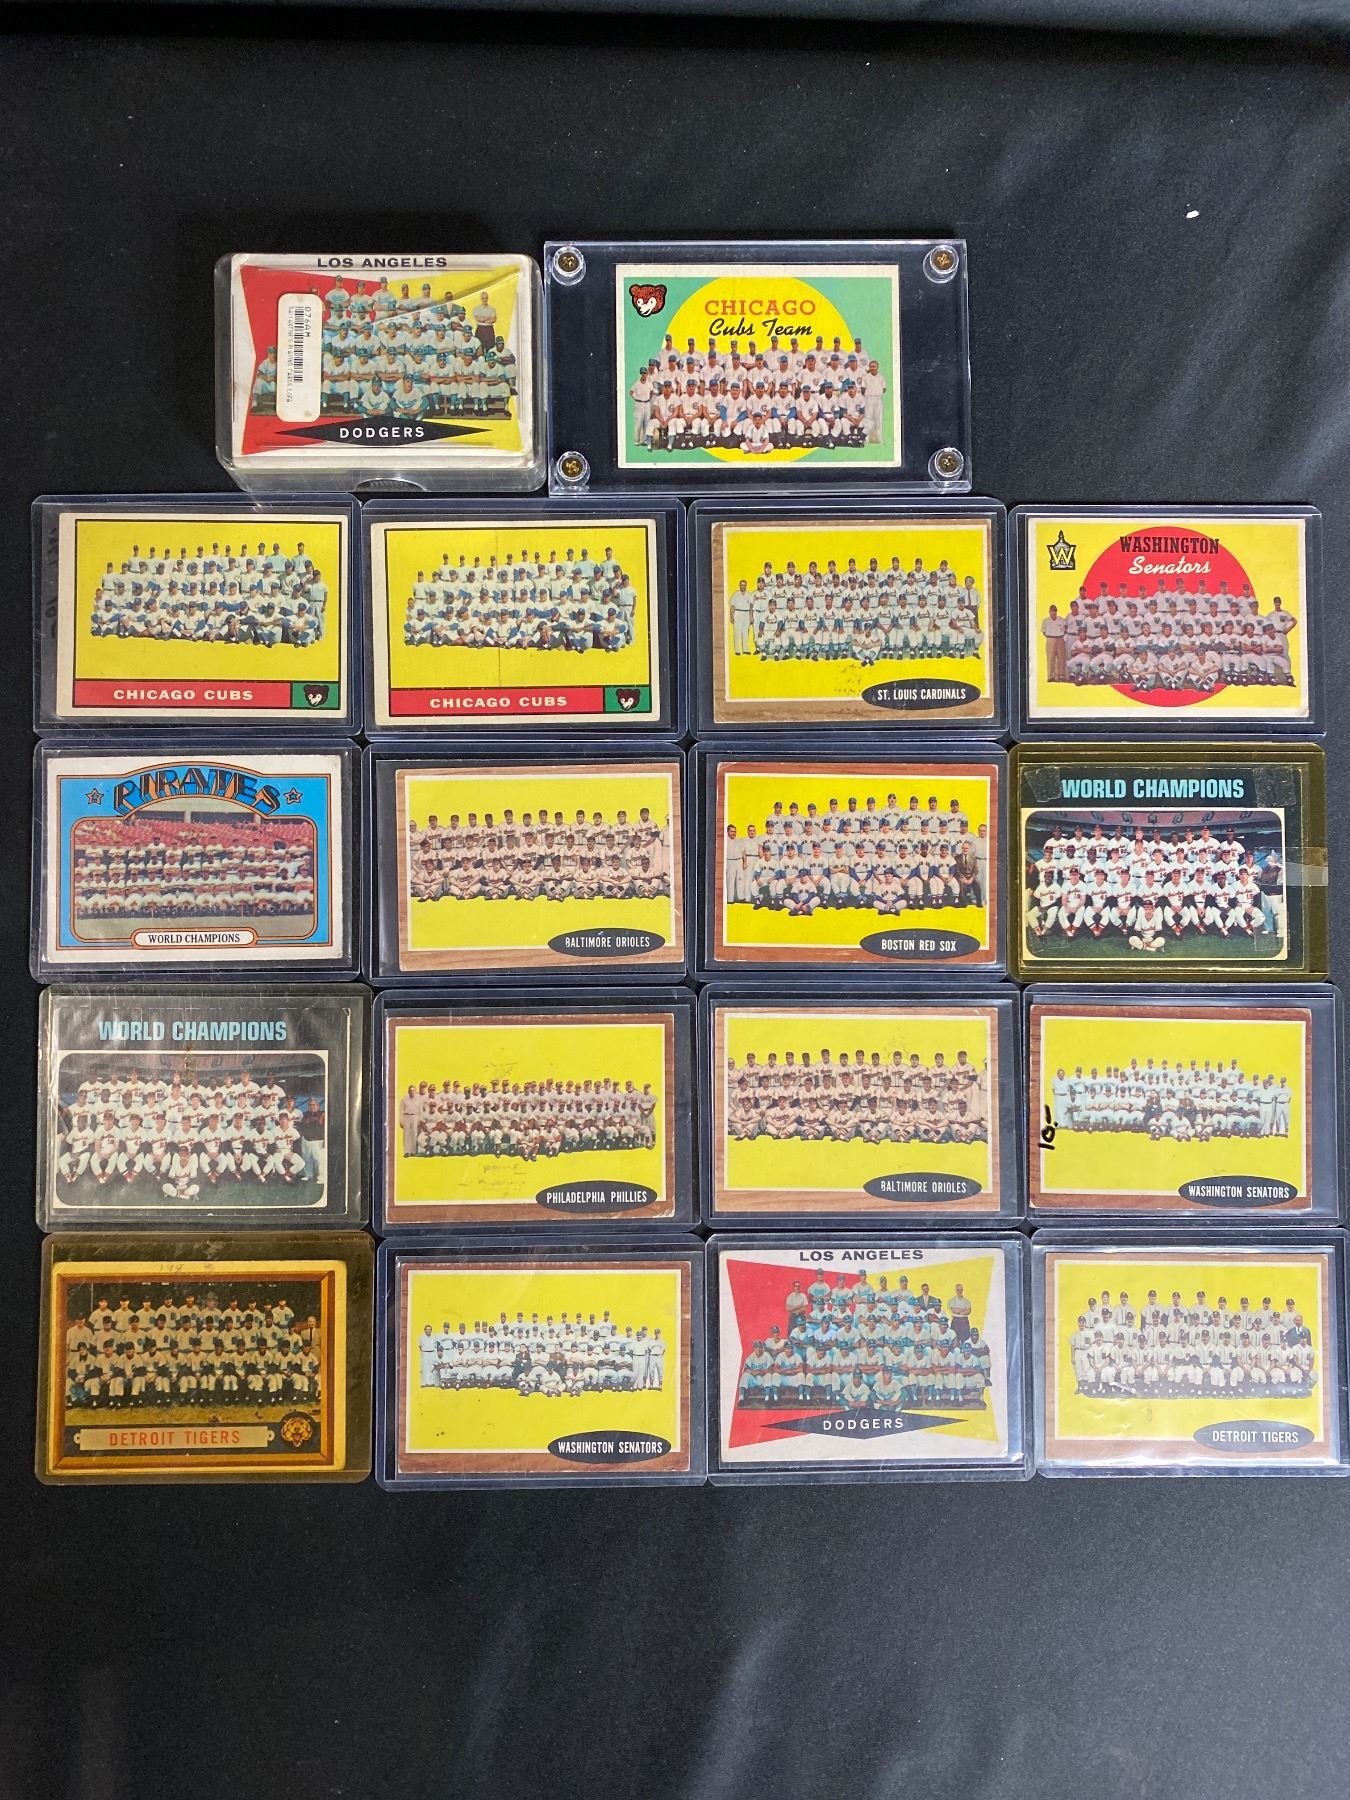 LOS ANGELES
076AM
DODGERS
CHICAGO
Cubs Team
CHICAGO CUBS
CHICAGO CUBS
ST. LOUIS CARDINALS
W
WASHINGTON
Senators
PIRATES
WORLD CHAMPIONS
BALTIMORE ORIOLES
BOSTON RED SOX
WORLD CHAMPIONS
WORLD CHAMPIONS
PHILADELPHIA PHILLIES
BALTIMORE ORIOLES
10.-
WASHINGTON SENATORS
DETROIT TIGERS
WASHINGTON SENATORS
LOS ANGELES
DODGERS
DETROIT TIGERS